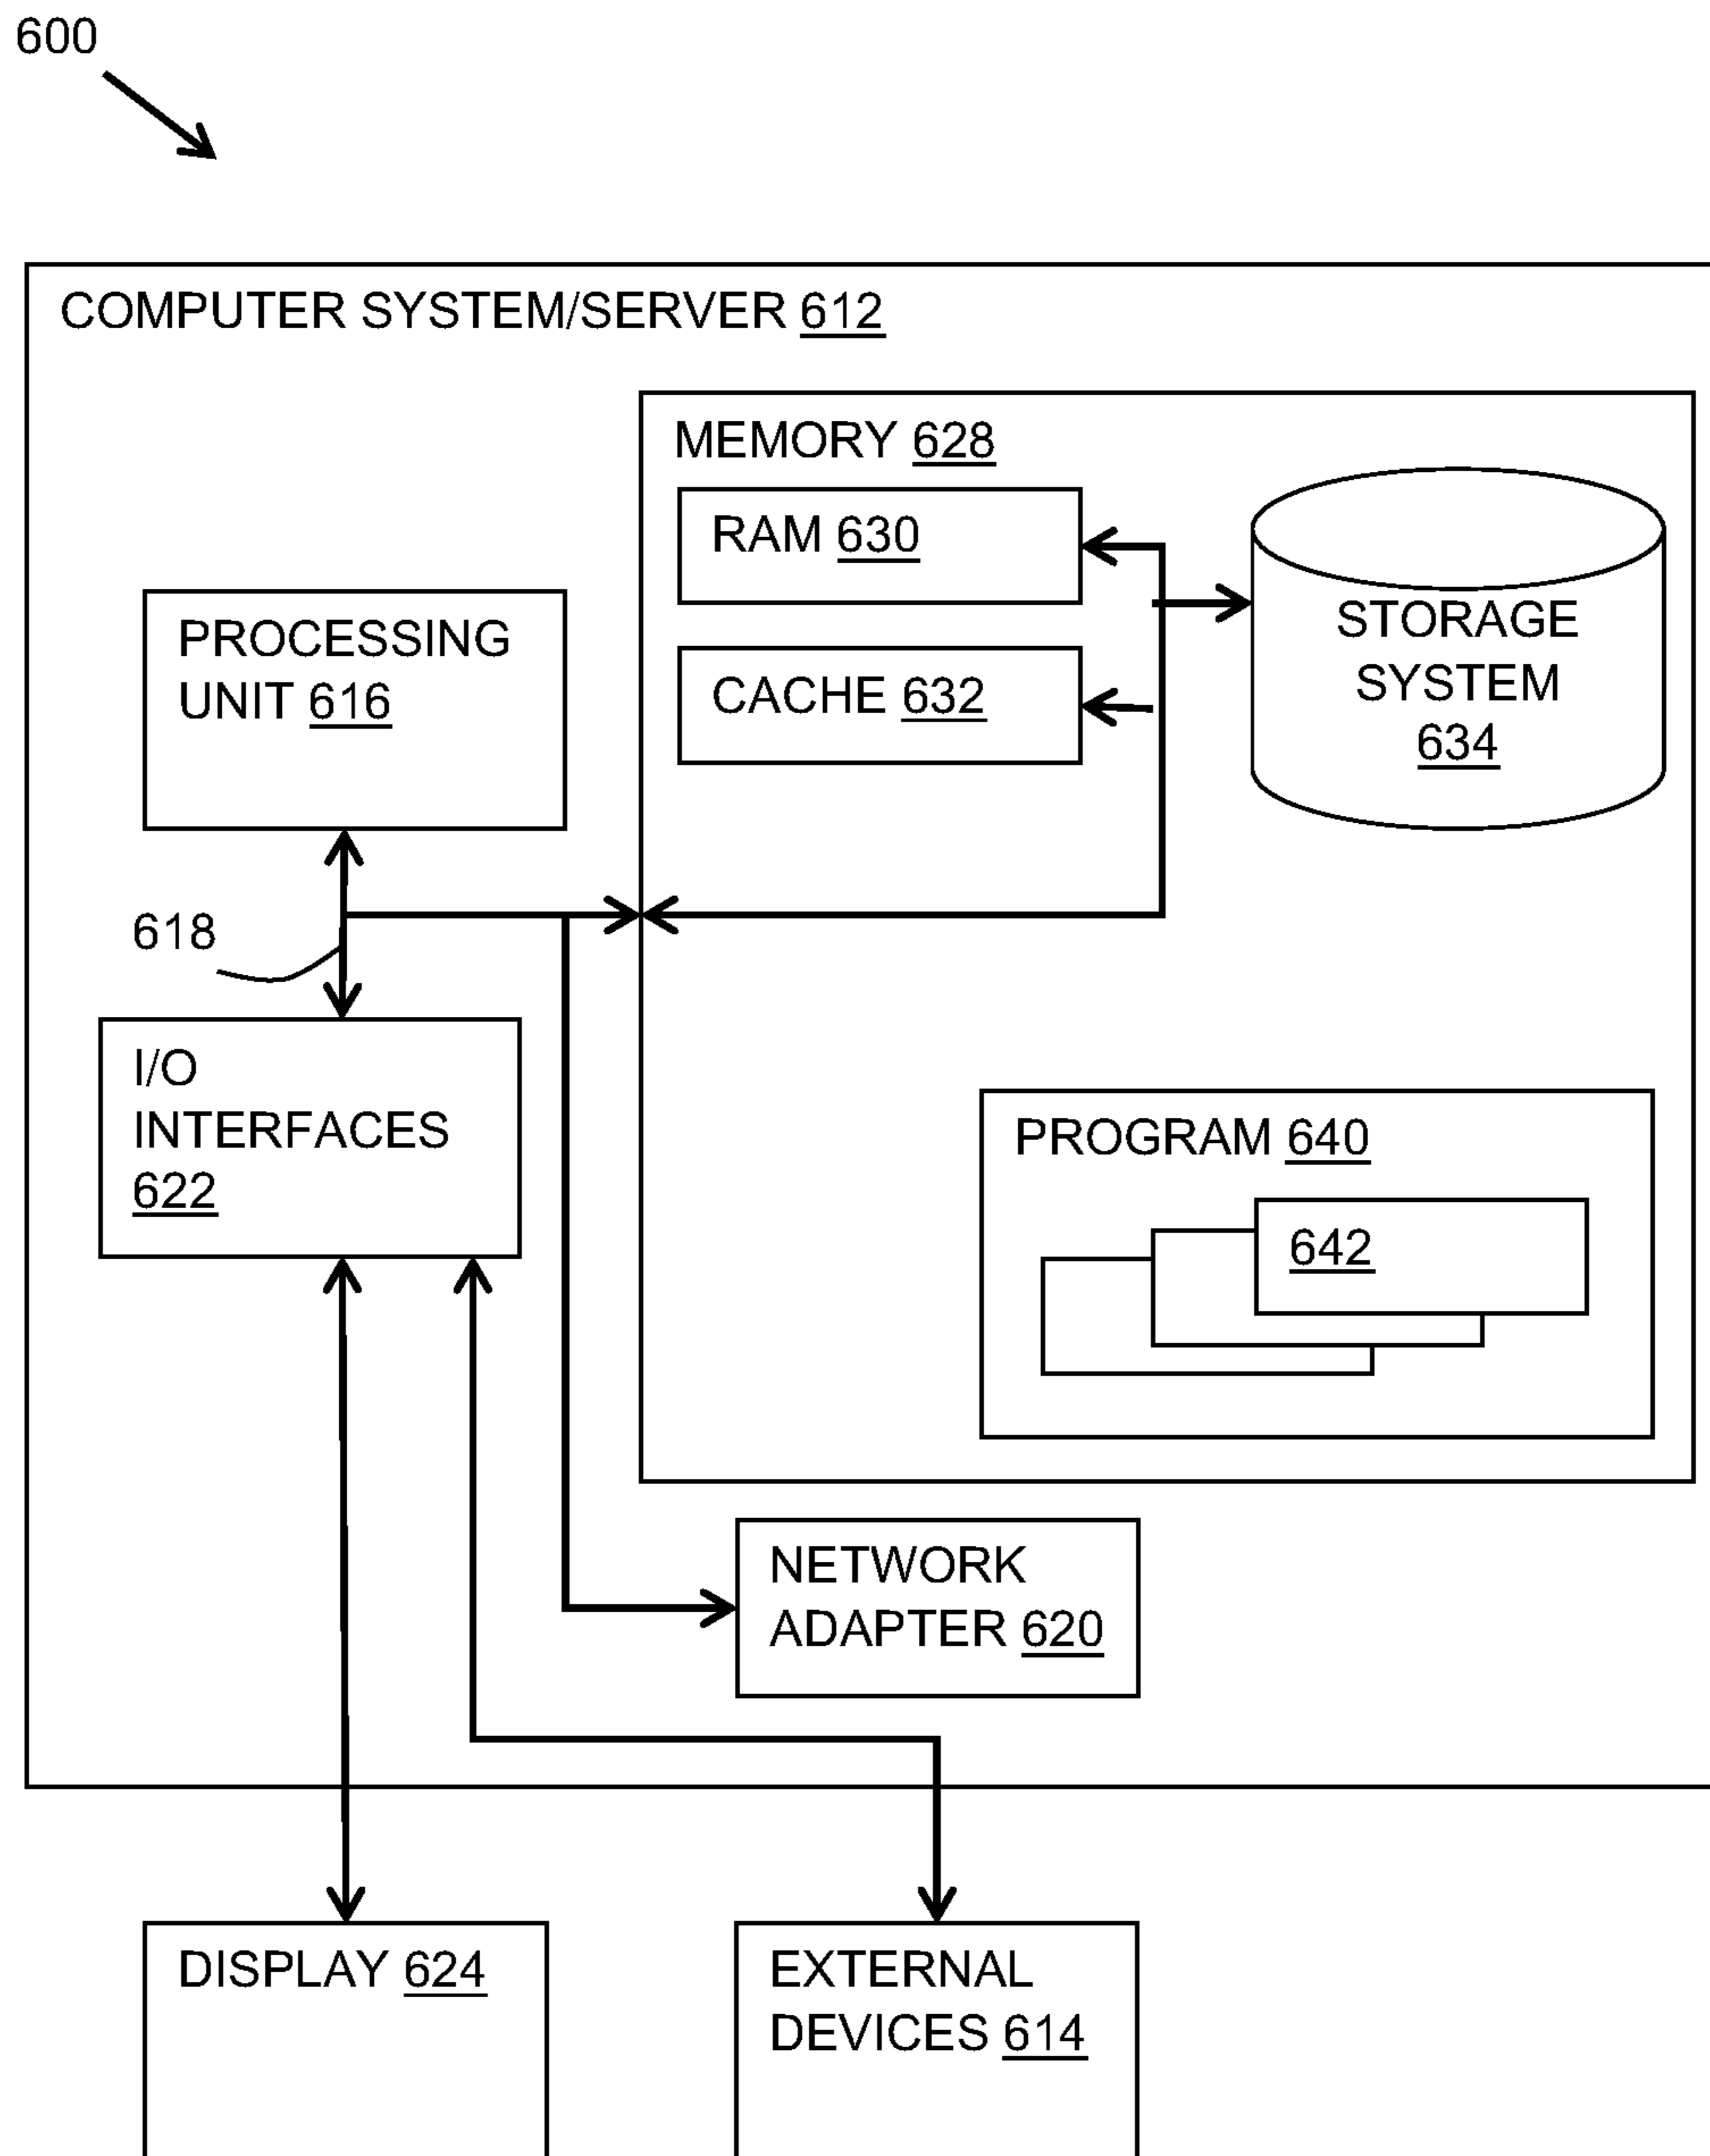 600
COMPUTER SYSTEM/SERVER 612
MEMORY 628
RAM 630
CACHE 632
STORAGE
SYSTEM
634
PROCESSING
UNIT 616
618
I/O
INTERFACES
622
PROGRAM 640
642
NETWORK
ADAPTER 620
DISPLAY 624
EXTERNAL
DEVICES 614